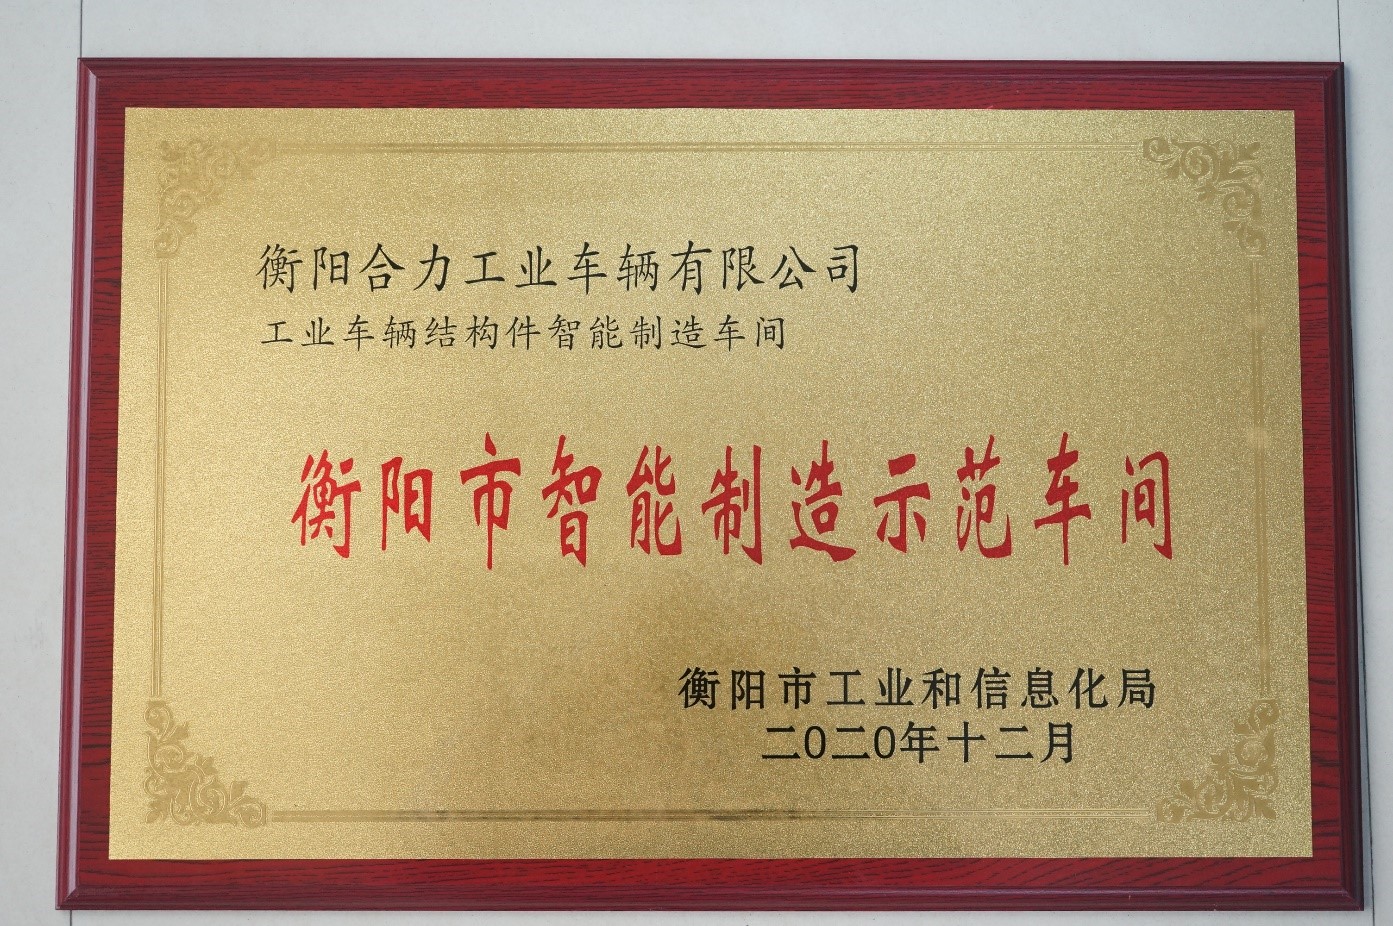 衡阳合力工业车辆有限公司
工业车辆结构件智能制造车间
衡阳市智能制造示范车间
衡阳市工业和信息化局
二〇二〇年十二月